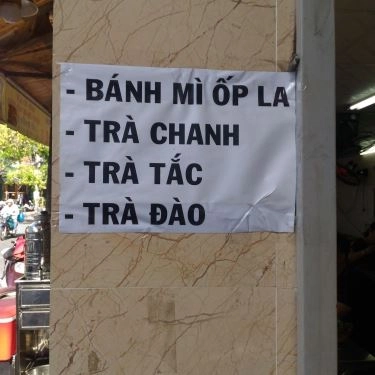 - BÁNH MÌ ỐP LA
- TRÀ CHANH
- TRÀ TẮC
- TRÀ ĐÀO